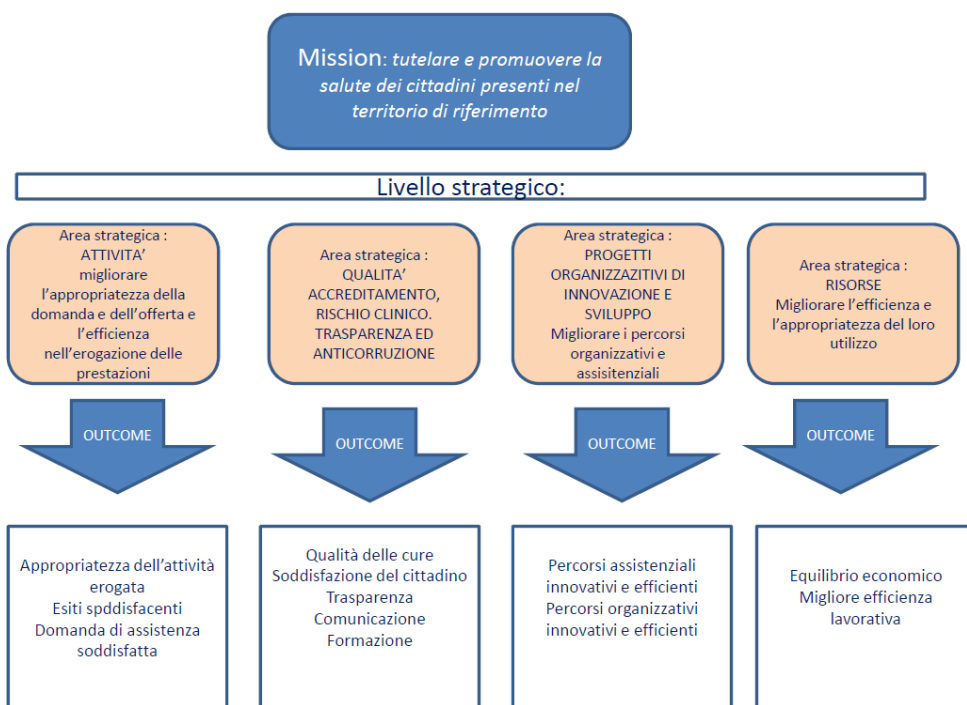 Mission: tutelare e promuovere la
salute dei cittadini presenti nel
territorio di riferimento
Livello strategico:
Area strategica :
ATTIVITA’
migliorare
l’appropriatezza della
domanda e dell’offerta e
l’efficienza
nell’erogazione delle
prestazioni
Area strategica :
QUALITA’
ACCREDITAMENTO,
RISCHIO CLINICO.
TRASPARENZA ED
ANTICORRUZIONE
Area strategica :
PROGETTI
ORGANIZZAZITIVI DI
INNOVAZIONE E
SVILUPPO
Migliorare i percorsi
organizzativi e
assisitenziali
Area strategica :
RISORSE
Migliorare l’efficienza e
l’appropriatezza del loro
utilizzo
OUTCOME
OUTCOME
OUTCOME
OUTCOME
Appropriatezza dell’attività
erogata
Esiti spddisfacenti
Domanda di assistenza
soddisfatta
Qualità delle cure
Soddisfazione del cittadino
Trasparenza
Comunicazione
Formazione
Percorsi assistenziali
innovativi e efficienti
Percorsi organizzativi
innovativi e efficienti
Equilibrio economico
Migliore efficienza
lavorativa